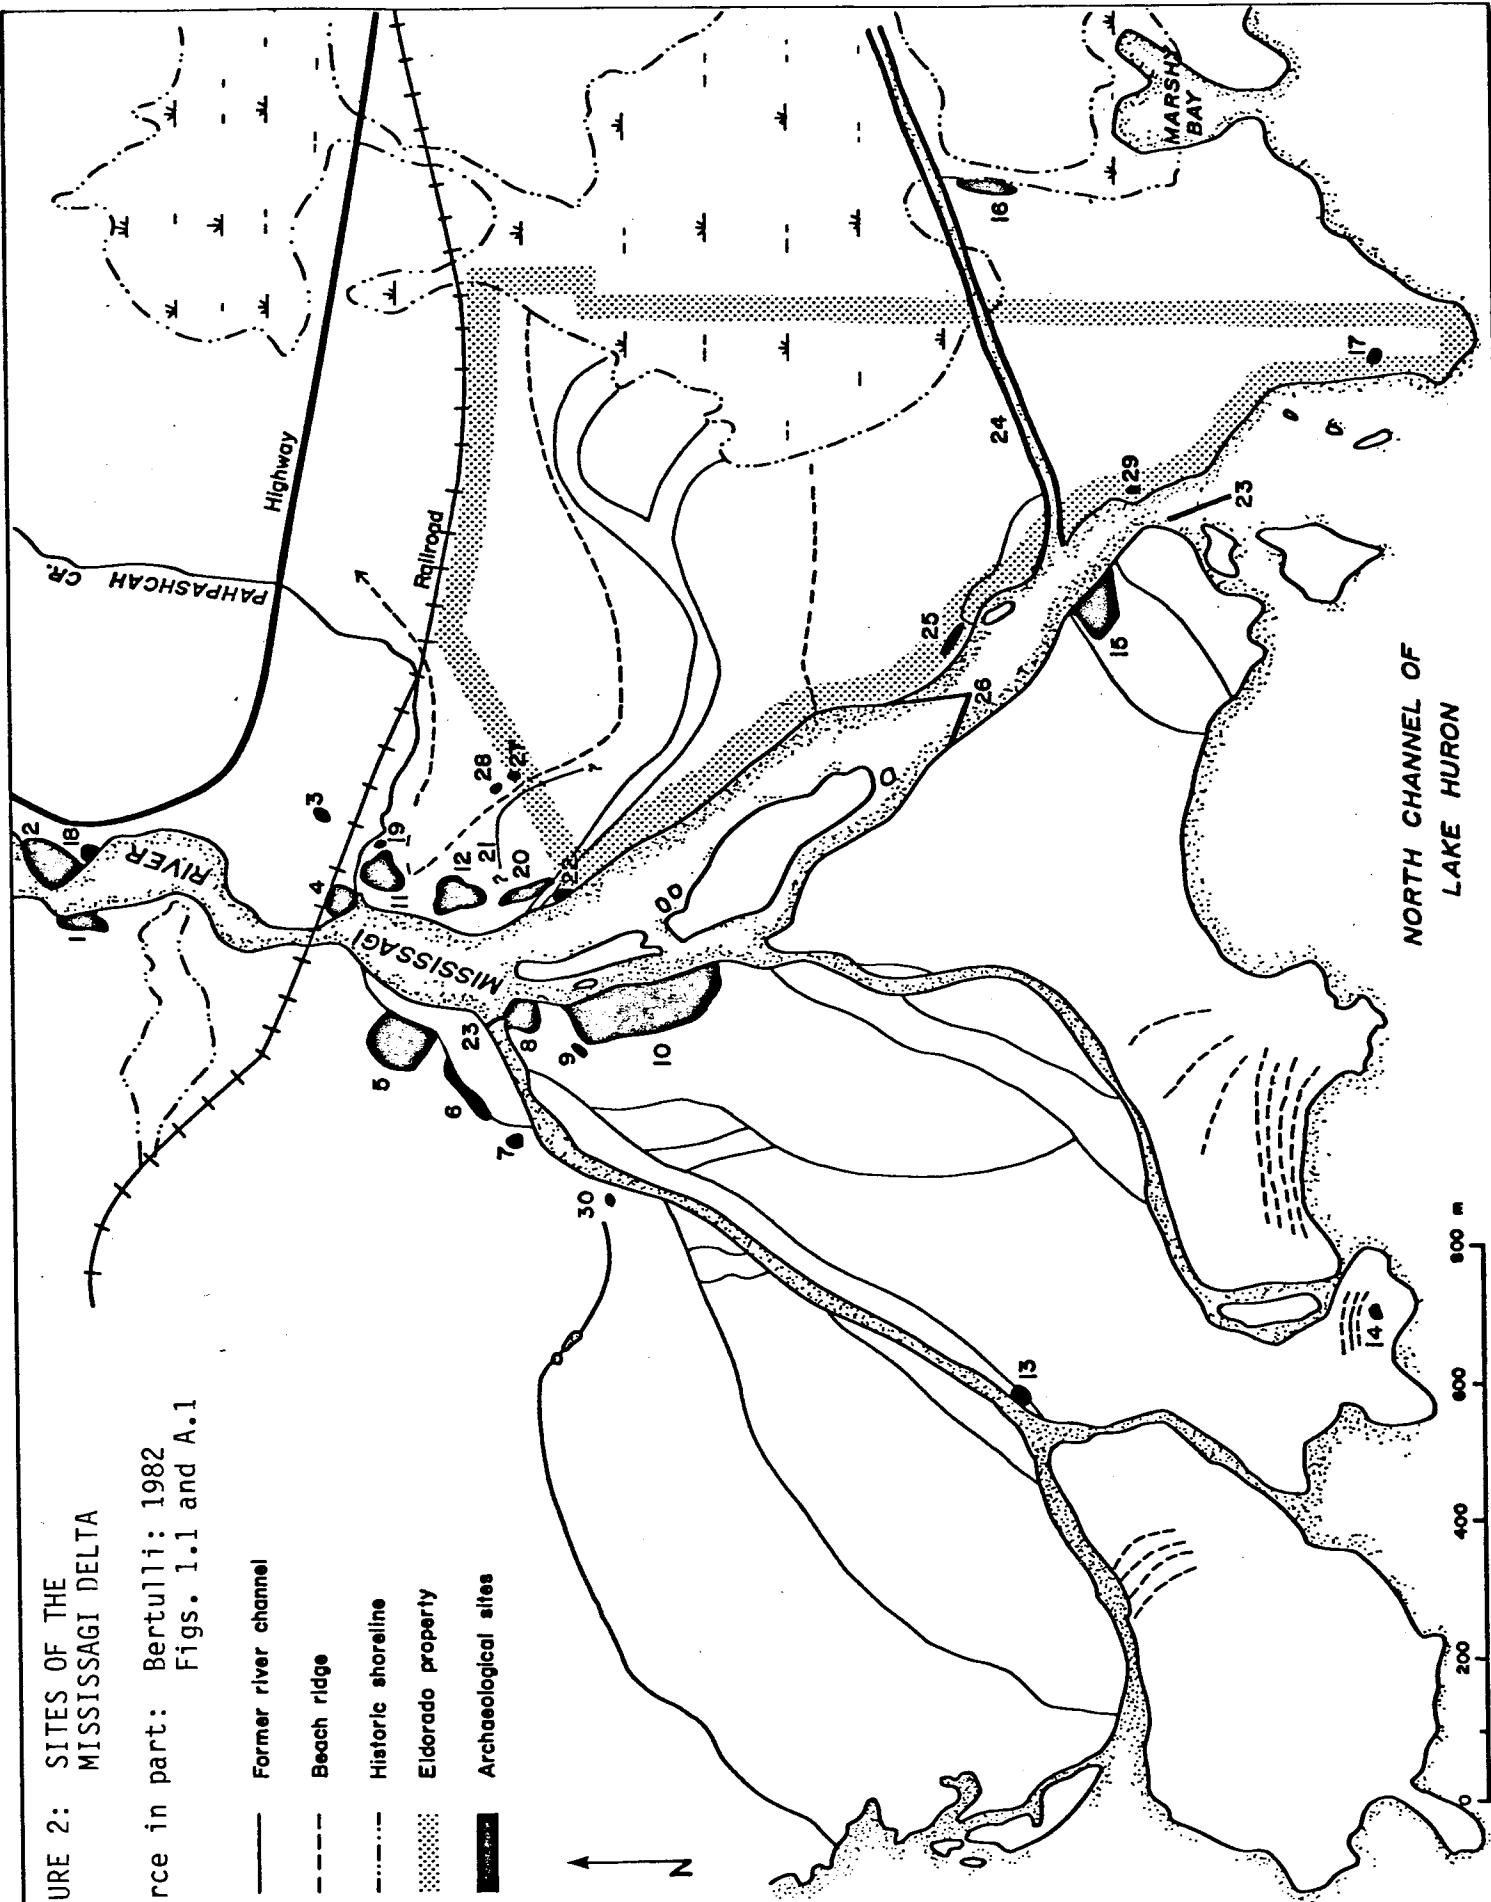 URE 2: SITES OF THE
MISSISSAGI DELTA
rce in part: Bertulli: 1982
Figs. 1.1 and A.1
Former river channel
Beach ridge
Historic shoreline
Eldorado property
Archaeological sites
N
Highway
Railroad
PAHPASHCAH CR.
MISSISSAGI
RIVER
MARSHY
BAY
NORTH CHANNEL OF
LAKE HURON
1
2
18
3
4
19
11
12
21
?
20
22
28
27
?
5
6
7
23
8
9
10
30
13
14
15
16
17
24
25
26
29
23
0
200
400
600
800 m